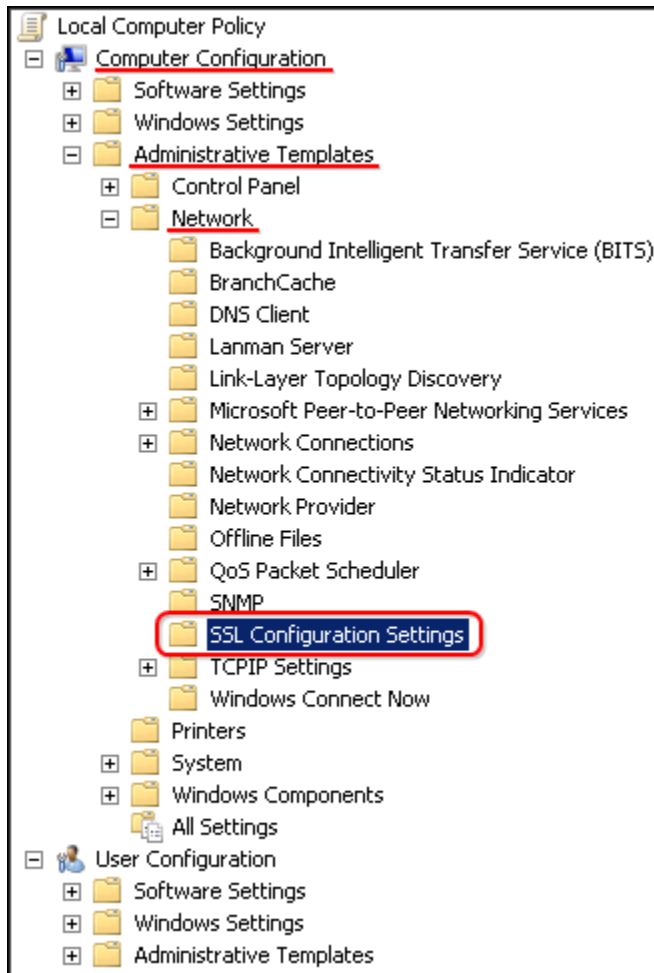 Local Computer Policy
Computer Configuration
Software Settings
Windows Settings
Administrative Templates
Control Panel
Network
Background Intelligent Transfer Service (BITS)
BranchCache
DNS Client
Lanman Server
Link-Layer Topology Discovery
Microsoft Peer-to-Peer Networking Services
Network Connections
Network Connectivity Status Indicator
Network Provider
Offline Files
QoS Packet Scheduler
SNMP
SSL Configuration Settings
TCPIP Settings
Windows Connect Now
Printers
System
Windows Components
All Settings
User Configuration
Software Settings
Windows Settings
Administrative Templates